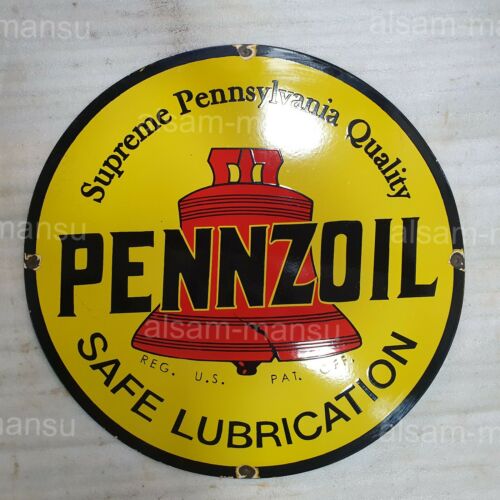 Supreme Pennsylvania Quality
PENNZOIL
REG. U.S. PAT. OFF.
SAFE LUBRICATION
alsam-mansu